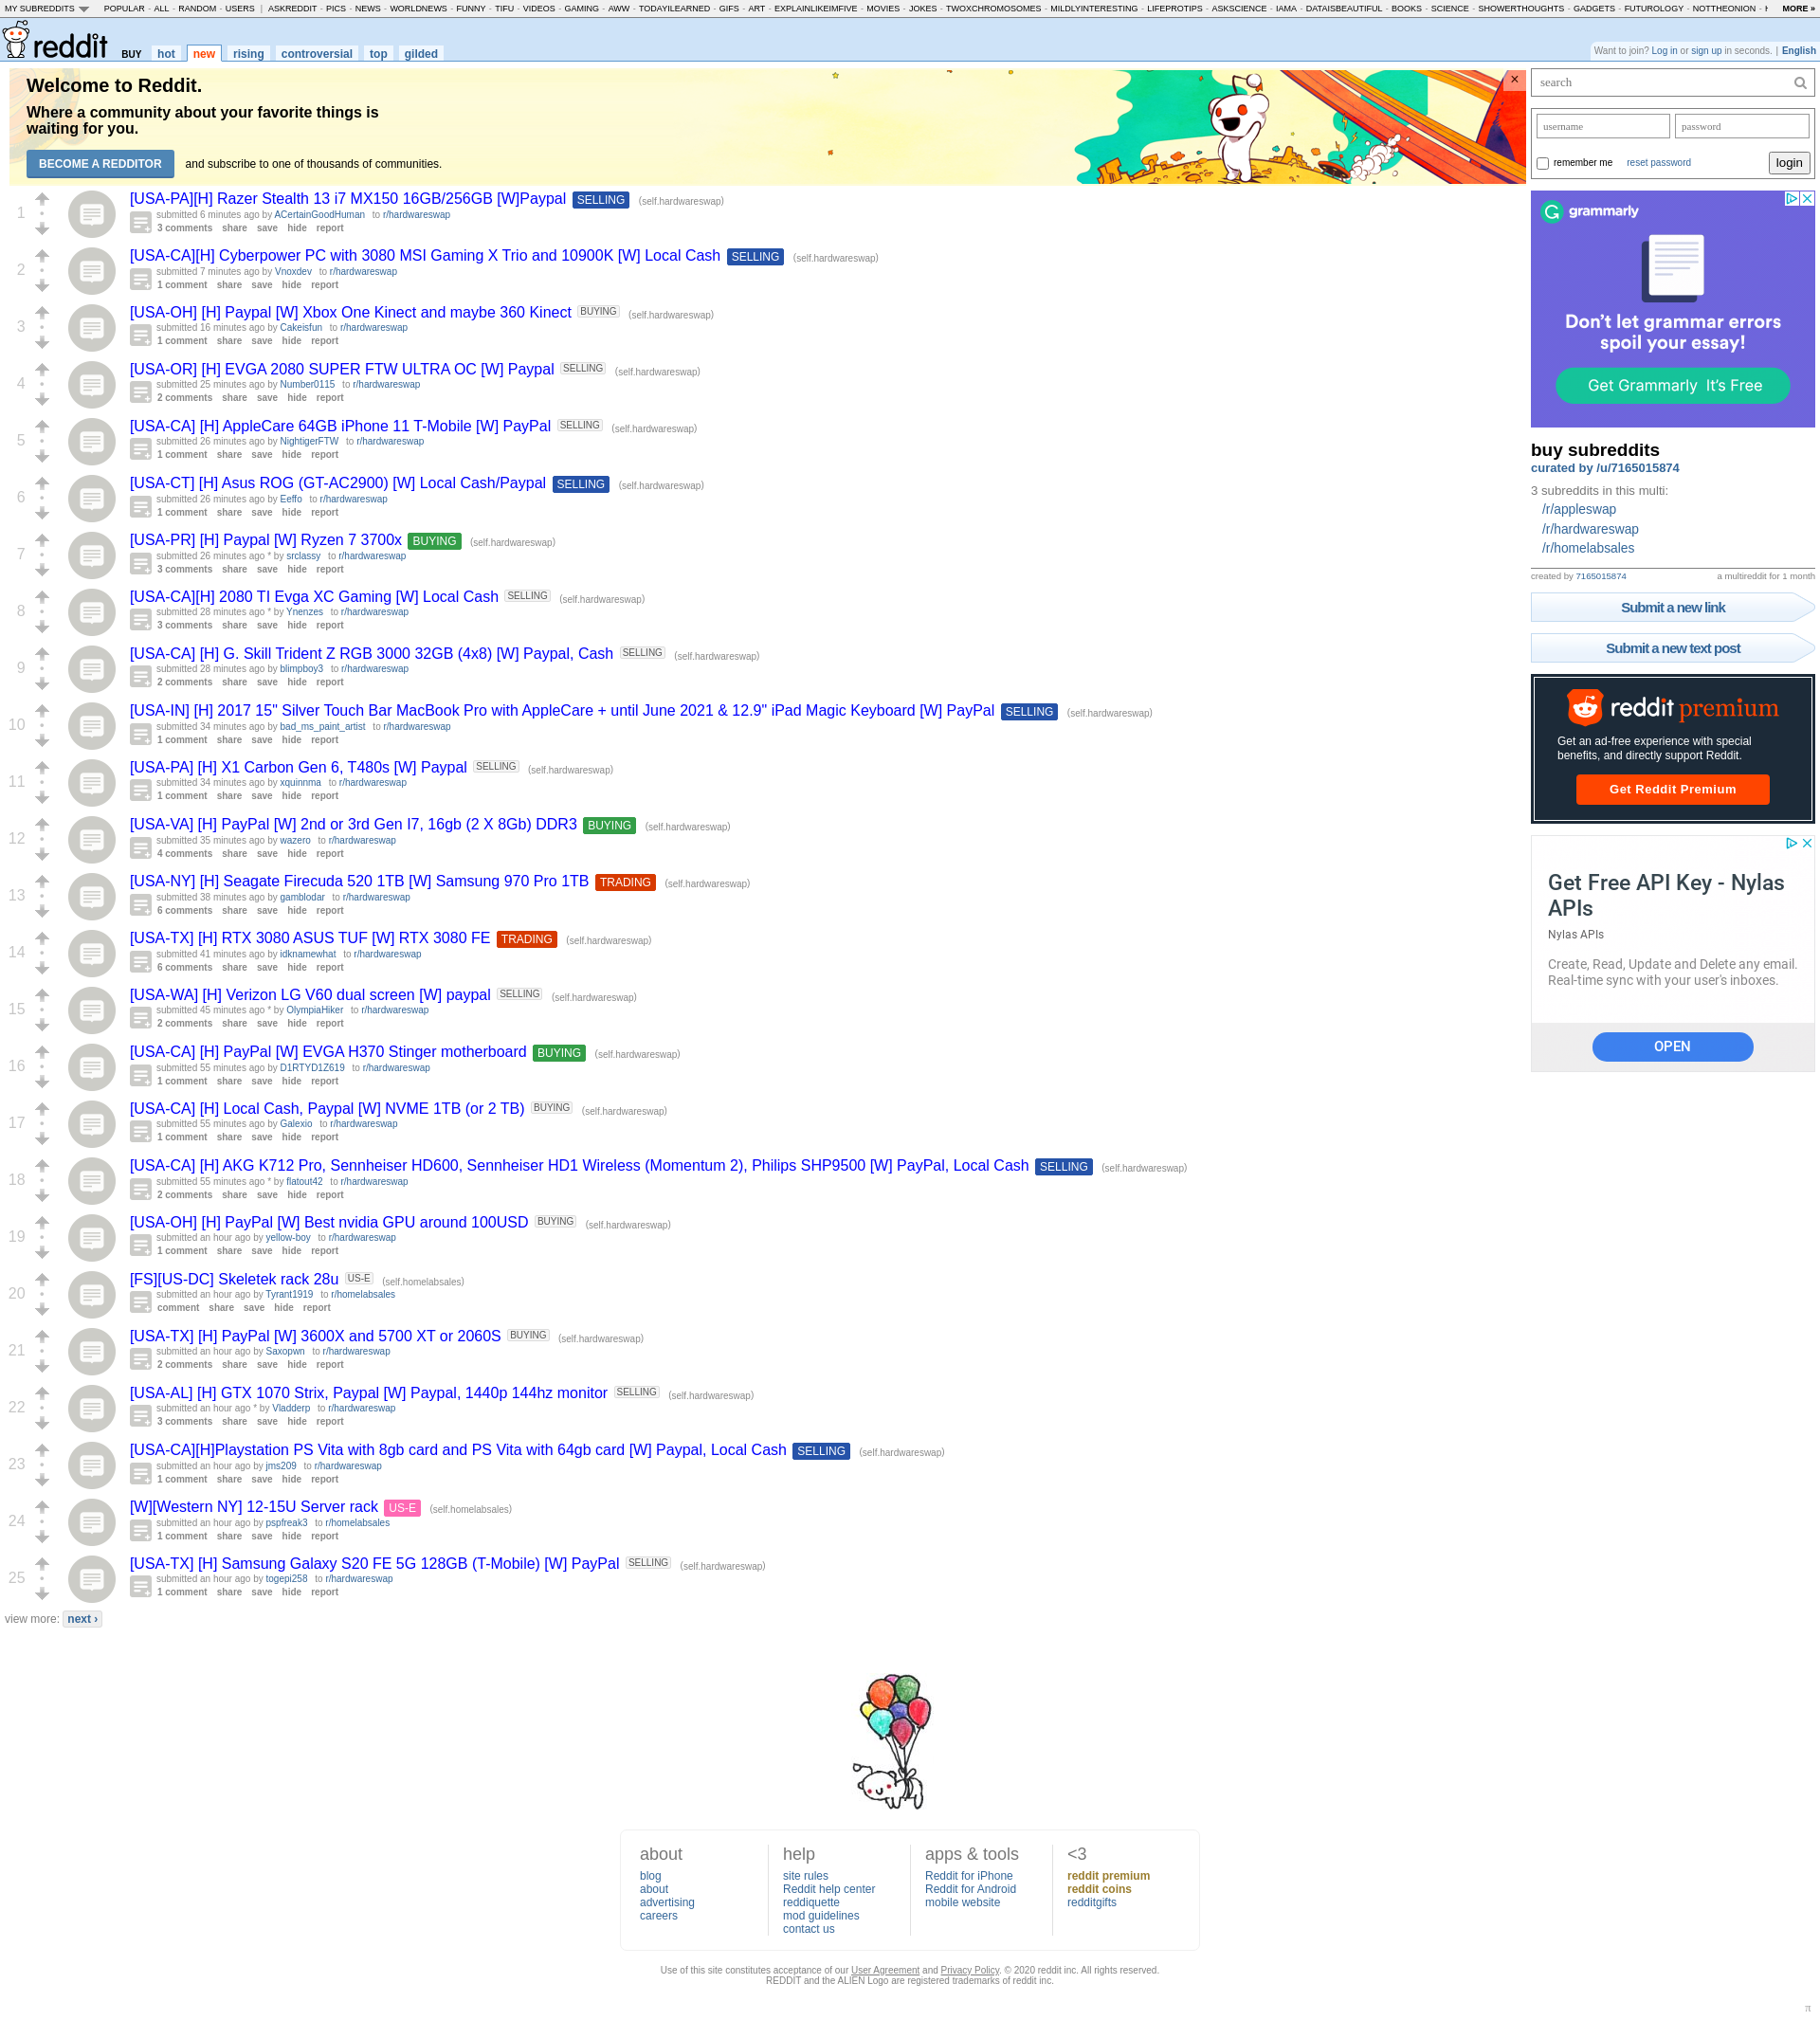 MY SUBREDDITS POPULAR - ALL - RANDOM - USERS | ASKREDDIT - PICS - NEWS - WORLDNEWS - FUNNY - TIFU - VIDEOS - GAMING - AWW - TODAYILEARNED - GIFS - ART - EXPLAINLIKEIMFIVE - MOVIES - JOKES - TWOXCHROMOSOMES - MILDLYINTERESTING - LIFEPROTIPS - ASKSCIENCE - IAMA - DATAISBEAUTIFUL - BOOKS - SCIENCE - SHOWERTHOUGHTS - GADGETS - FUTUROLOGY - NOTTHEONION - MORE »
reddit BUY hot new rising controversial top gilded
Want to join? Log in or sign up in seconds. | English
Welcome to Reddit.
Where a community about your favorite things is
waiting for you.
BECOME A REDDITOR and subscribe to one of thousands of communities.
1
[USA-PA][H] Razer Stealth 13 i7 MX150 16GB/256GB [W]Paypal SELLING (self.hardwareswap)
submitted 6 minutes ago by ACertainGoodHuman to r/hardwareswap
3 comments share save hide report
2
[USA-CA][H] Cyberpower PC with 3080 MSI Gaming X Trio and 10900K [W] Local Cash SELLING (self.hardwareswap)
submitted 7 minutes ago by Vnoxdev to r/hardwareswap
1 comment share save hide report
3
[USA-OH] [H] Paypal [W] Xbox One Kinect and maybe 360 Kinect BUYING (self.hardwareswap)
submitted 16 minutes ago by Cakeisfun to r/hardwareswap
1 comment share save hide report
4
[USA-OR] [H] EVGA 2080 SUPER FTW ULTRA OC [W] Paypal SELLING (self.hardwareswap)
submitted 25 minutes ago by Number0115 to r/hardwareswap
2 comments share save hide report
5
[USA-CA] [H] AppleCare 64GB iPhone 11 T-Mobile [W] PayPal SELLING (self.hardwareswap)
submitted 26 minutes ago by NightigerFTW to r/hardwareswap
1 comment share save hide report
6
[USA-CT] [H] Asus ROG (GT-AC2900) [W] Local Cash/Paypal SELLING (self.hardwareswap)
submitted 26 minutes ago by Eeffo to r/hardwareswap
1 comment share save hide report
7
[USA-PR] [H] Paypal [W] Ryzen 7 3700x BUYING (self.hardwareswap)
submitted 26 minutes ago * by srclassy to r/hardwareswap
3 comments share save hide report
8
[USA-CA][H] 2080 TI Evga XC Gaming [W] Local Cash SELLING (self.hardwareswap)
submitted 28 minutes ago * by Ynenzes to r/hardwareswap
3 comments share save hide report
9
[USA-CA] [H] G. Skill Trident Z RGB 3000 32GB (4x8) [W] Paypal, Cash SELLING (self.hardwareswap)
submitted 28 minutes ago by blimpboy3 to r/hardwareswap
2 comments share save hide report
10
[USA-IN] [H] 2017 15" Silver Touch Bar MacBook Pro with AppleCare + until June 2021 & 12.9" iPad Magic Keyboard [W] PayPal SELLING (self.hardwareswap)
submitted 34 minutes ago by bad_ms_paint_artist to r/hardwareswap
1 comment share save hide report
11
[USA-PA] [H] X1 Carbon Gen 6, T480s [W] Paypal SELLING (self.hardwareswap)
submitted 34 minutes ago by xquinnma to r/hardwareswap
1 comment share save hide report
12
[USA-VA] [H] PayPal [W] 2nd or 3rd Gen I7, 16gb (2 X 8Gb) DDR3 BUYING (self.hardwareswap)
submitted 35 minutes ago by wazero to r/hardwareswap
4 comments share save hide report
13
[USA-NY] [H] Seagate Firecuda 520 1TB [W] Samsung 970 Pro 1TB TRADING (self.hardwareswap)
submitted 38 minutes ago by gamblodar to r/hardwareswap
6 comments share save hide report
14
[USA-TX] [H] RTX 3080 ASUS TUF [W] RTX 3080 FE TRADING (self.hardwareswap)
submitted 41 minutes ago by idknamewhat to r/hardwareswap
6 comments share save hide report
15
[USA-WA] [H] Verizon LG V60 dual screen [W] paypal SELLING (self.hardwareswap)
submitted 45 minutes ago * by OlympiaHiker to r/hardwareswap
2 comments share save hide report
16
[USA-CA] [H] PayPal [W] EVGA H370 Stinger motherboard BUYING (self.hardwareswap)
submitted 55 minutes ago by D1RTYD1Z619 to r/hardwareswap
1 comment share save hide report
17
[USA-CA] [H] Local Cash, Paypal [W] NVME 1TB (or 2 TB) BUYING (self.hardwareswap)
submitted 55 minutes ago by Galexio to r/hardwareswap
1 comment share save hide report
18
[USA-CA] [H] AKG K712 Pro, Sennheiser HD600, Sennheiser HD1 Wireless (Momentum 2), Philips SHP9500 [W] PayPal, Local Cash SELLING (self.hardwareswap)
submitted 55 minutes ago * by flatout42 to r/hardwareswap
2 comments share save hide report
19
[USA-OH] [H] PayPal [W] Best nvidia GPU around 100USD BUYING (self.hardwareswap)
submitted an hour ago by yellow-boy to r/hardwareswap
1 comment share save hide report
20
[FS][US-DC] Skeletek rack 28u US-E (self.homelabsales)
submitted an hour ago by Tyrant1919 to r/homelabsales
comment share save hide report
21
[USA-TX] [H] PayPal [W] 3600X and 5700 XT or 2060S BUYING (self.hardwareswap)
submitted an hour ago by Saxopwn to r/hardwareswap
2 comments share save hide report
22
[USA-AL] [H] GTX 1070 Strix, Paypal [W] Paypal, 1440p 144hz monitor SELLING (self.hardwareswap)
submitted an hour ago * by Vladderp to r/hardwareswap
3 comments share save hide report
23
[USA-CA][H]Playstation PS Vita with 8gb card and PS Vita with 64gb card [W] Paypal, Local Cash SELLING (self.hardwareswap)
submitted an hour ago by jms209 to r/hardwareswap
1 comment share save hide report
24
[W][Western NY] 12-15U Server rack US-E (self.homelabsales)
submitted an hour ago by pspfreak3 to r/homelabsales
1 comment share save hide report
25
[USA-TX] [H] Samsung Galaxy S20 FE 5G 128GB (T-Mobile) [W] PayPal SELLING (self.hardwareswap)
submitted an hour ago by togepi258 to r/hardwareswap
1 comment share save hide report
view more: next ›
search
username password
remember me reset password login
grammarly
Don't let grammar errors
spoil your essay!
Get Grammarly It's Free
buy subreddits
curated by /u/7165015874
3 subreddits in this multi:
/r/appleswap
/r/hardwareswap
/r/homelabsales
created by 7165015874 a multireddit for 1 month
Submit a new link
Submit a new text post
reddit premium
Get an ad-free experience with special
benefits, and directly support Reddit.
Get Reddit Premium
Get Free API Key - Nylas
APIs
Nylas APIs
Create, Read, Update and Delete any email.
Real-time sync with your user's inboxes.
OPEN
about
blog
about
advertising
careers
help
site rules
Reddit help center
reddiquette
mod guidelines
contact us
apps & tools
Reddit for iPhone
Reddit for Android
mobile website
<3
reddit premium
reddit coins
redditgifts
Use of this site constitutes acceptance of our User Agreement and Privacy Policy. © 2020 reddit inc. All rights reserved.
REDDIT and the ALIEN Logo are registered trademarks of reddit inc.
π